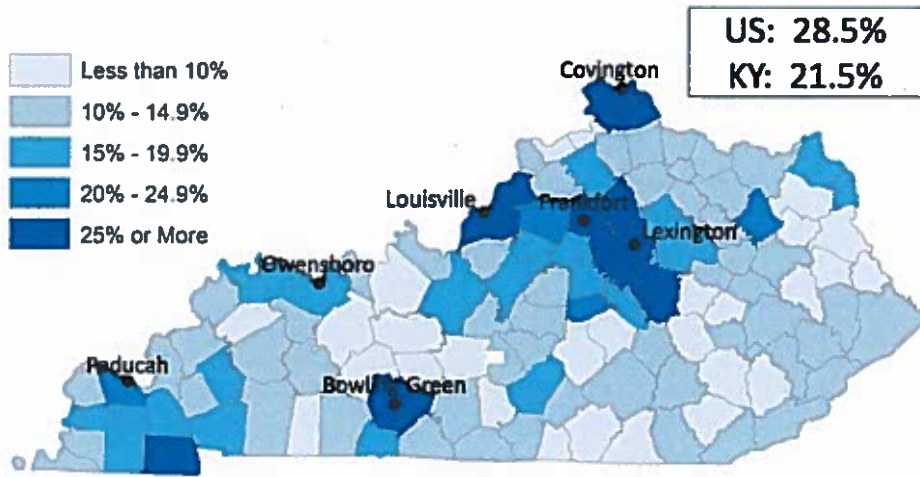 US: 28.5%
KY: 21.5%
Less than 10%
10% - 14.9%
15% - 19.9%
20% - 24.9%
25% or More
Covington
Louisville
Frankfort
Lexington
Owensboro
Paducah
Bowling Green